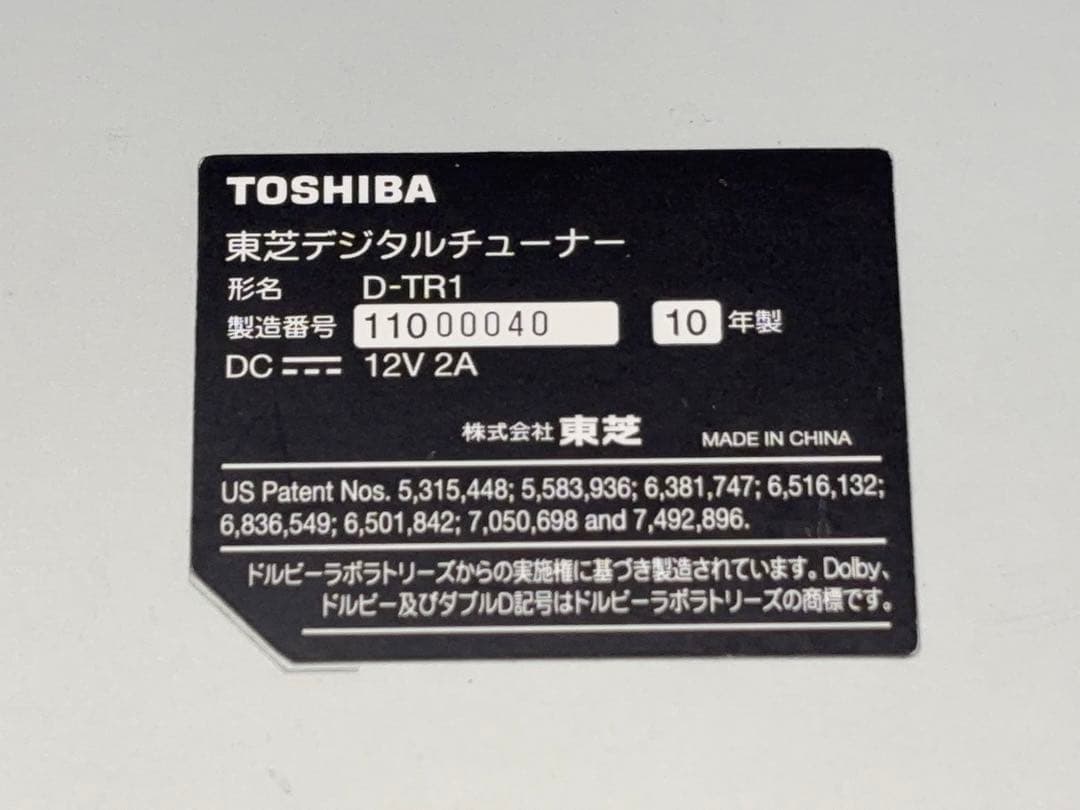 TOSHIBA
東芝デジタルチューナー
形名 D-TR1
製造番号 11000040 10 年製
DC 12V 2A
株式会社 東芝 MADE IN CHINA
US Patent Nos. 5,315,448; 5,583,936; 6,381,747; 6,516,132;
6,836,549; 6,501,842; 7,050,698 and 7,492,896.
ドルビーラボラトリーズからの実施権に基づき製造されています。Dolby、
ドルビー及びダブルD記号はドルビーラボラトリーズの商標です。